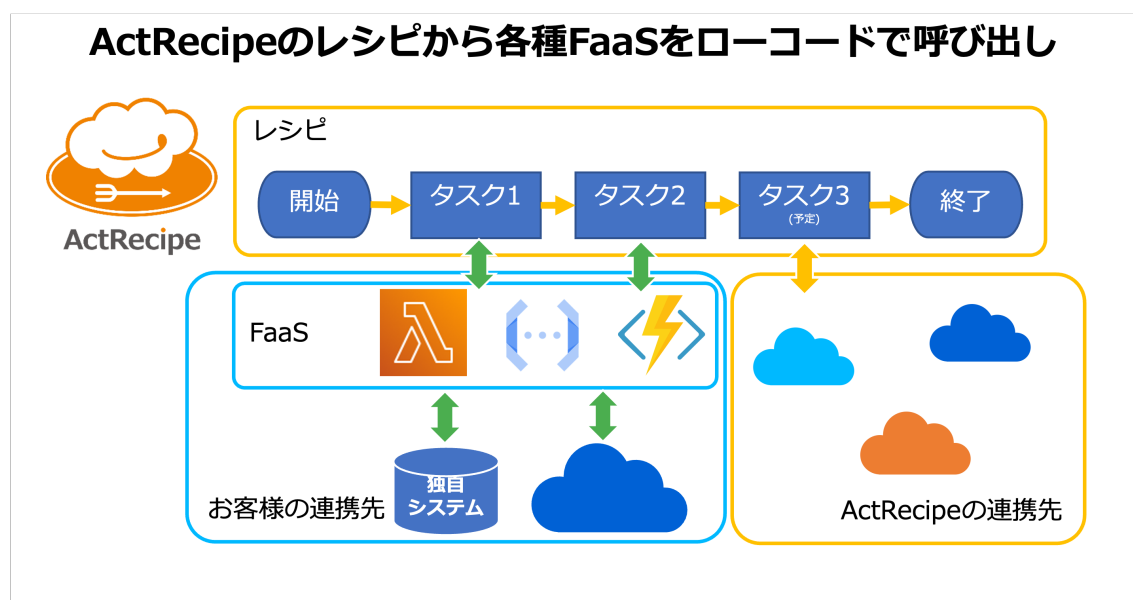 ActRecipeのレシピから各種FaaSをローコードで呼び出し
レシピ
開始
タスク1
タスク2
タスク3
(予定)
終了
ActRecipe
FaaS
独自
システム
お客様の連携先
ActRecipeの連携先